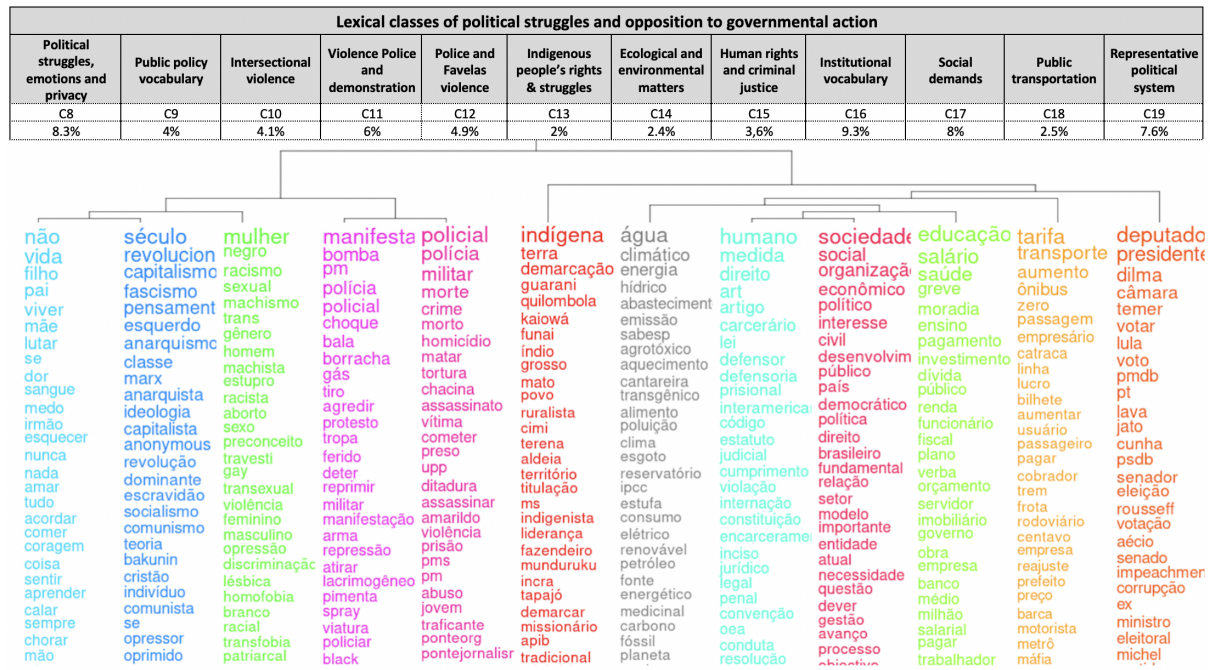 Lexical classes of political struggles and opposition to governmental action
Political struggles, emotions and privacy
Public policy vocabulary
Intersectional violence
Violence Police and demonstration
Police and Favelas violence
Indigenous people's rights & struggles
Ecological and environmental matters
Human rights and criminal justice
Institutional vocabulary
Social demands
Public transportation
Representative political system
C8 C9 C10 C11 C12 C13 C14 C15 C16 C17 C18 C19
8.3% 4% 4.1% 6% 4.9% 2% 2.4% 3,6% 9.3% 8% 2.5% 7.6%
não
vida
filho
pai
viver
mãe
lutar
se
dor
sangue
medo
irmão
esquecer
nunca
nada
amar
tudo
acordar
comer
coragem
coisa
sentir
aprender
calar
sempre
chorar
mão
século
revolucion
capitalismo
fascismo
pensament
esquerdo
anarquismo
classe
marx
anarquista
ideologia
capitalista
anonymous
revolução
dominante
escravidão
socialismo
comunismo
teoria
bakunin
cristão
indivíduo
comunista
se
opressor
oprimido
mulher
negro
racismo
sexual
machismo
trans
gênero
homem
machista
estupro
racista
aborto
sexo
preconceito
travesti
gay
transexual
violência
feminino
masculino
opressão
discriminaçã
lésbica
homofobia
branco
racial
transfobia
patriarcal
manifesta
bomba
pm
polícia
policial
choque
bala
borracha
gás
tiro
agredir
protesto
tropa
ferido
deter
reprimir
militar
manifestação
arma
repressão
atirar
lacrimogêneo
pimenta
spray
viatura
policiar
black
policial
polícia
militar
morte
crime
morto
homicídio
matar
tortura
chacina
assassinato
vítima
cometer
preso
upp
ditadura
assassinar
amarildo
violência
prisão
pms
pm
abuso
jovem
traficante
ponteorg
pontejornalisr
indígena
terra
demarcação
guarani
quilombola
kaiowá
funai
índio
grosso
mato
povo
ruralista
cimi
terena
aldeia
território
titulação
ms
indigenista
liderança
fazendeiro
munduruku
incra
tapajó
demarcar
missionário
apib
tradicional
água
climático
energia
hídrico
abasteciment
emissão
sabesp
agrotóxico
aquecimento
cantareira
transgênico
alimento
poluição
clima
esgoto
reservatório
ipcc
estufa
consumo
elétrico
renovável
petróleo
fonte
energético
medicinal
carbono
fóssil
planeta
humano
medida
direito
art
artigo
carcerário
lei
defensor
defensoria
prisional
interamerica
código
estatuto
judicial
cumprimento
violação
internação
constituição
encarcerame
inciso
jurídico
legal
penal
convenção
oea
conduta
resolução
sociedade
social
organizaçã
econômico
político
interesse
civil
desenvolvim
público
país
democrático
política
direito
brasileiro
fundamental
relação
setor
modelo
importante
entidade
atual
necessidade
questão
dever
gestão
avanço
processo
objetivo
educação
salário
saúde
greve
moradia
ensino
pagamento
investimento
dívida
público
renda
funcionário
fiscal
plano
verba
orçamento
servidor
imobiliário
governo
obra
empresa
banco
médio
milhão
salarial
pagar
trabalhador
tarifa
transporte
aumento
ônibus
zero
passagem
empresário
catraca
linha
lucro
bilhete
aumentar
usuário
passageiro
pagar
cobrador
trem
frota
rodoviário
centavo
empresa
reajuste
prefeito
preço
barca
motorista
metrô
máfia
deputado
presidente
dilma
câmara
temer
votar
lula
voto
pmdb
pt
lava
jato
cunha
psdb
senador
eleição
rousseff
votação
aécio
senado
impeachmen
corrupção
ex
ministro
eleitoral
michel